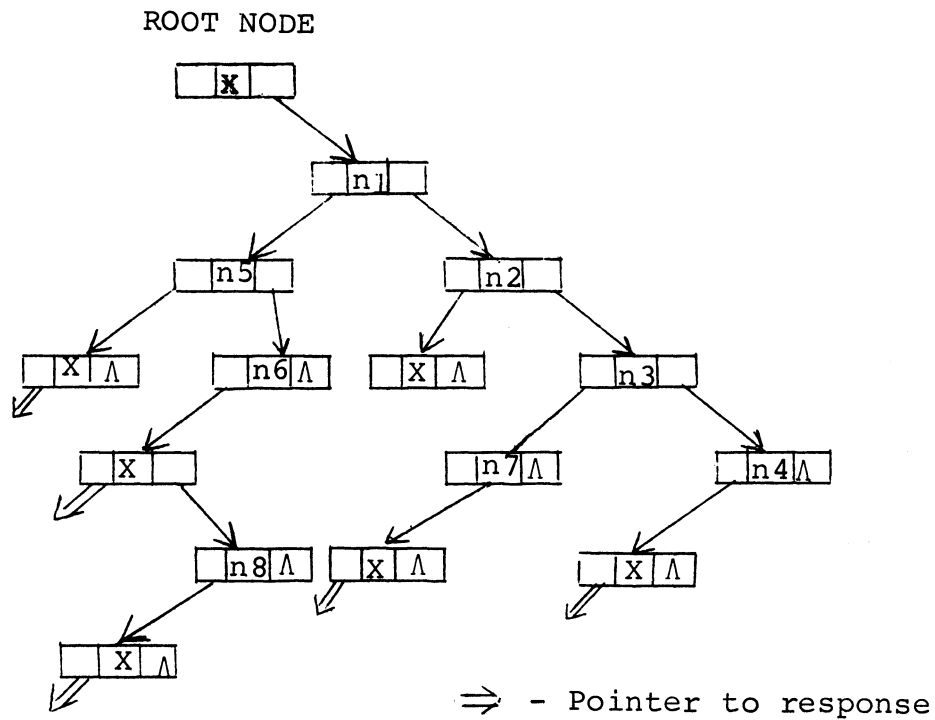 ROOT NODE
X
n1
n5
n2
X Λ
n6 Λ
X Λ
n3
X
n7 Λ
n4 Λ
n8 Λ
X Λ
X Λ
X Λ
⇒ - Pointer to response